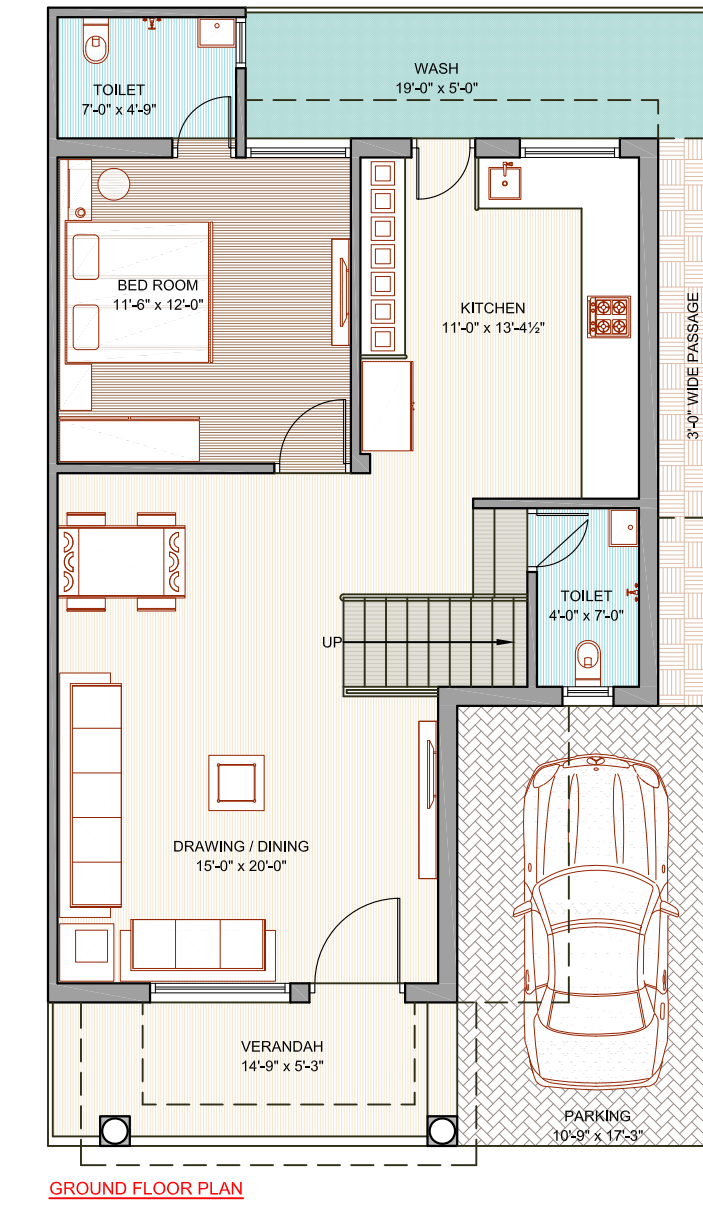 WASH
19'-0" x 5'-0"
TOILET
7'-0" x 4'-9"
BED ROOM
11'-6" x 12'-0"
KITCHEN
11'-0" x 13'-4½"
3'-0" WIDE PASSAGE
TOILET
4'-0" x 7'-0"
UP
DRAWING / DINING
15'-0" x 20'-0"
VERANDAH
14'-9" x 5'-3"
PARKING
10'-9" x 17'-3"
GROUND FLOOR PLAN